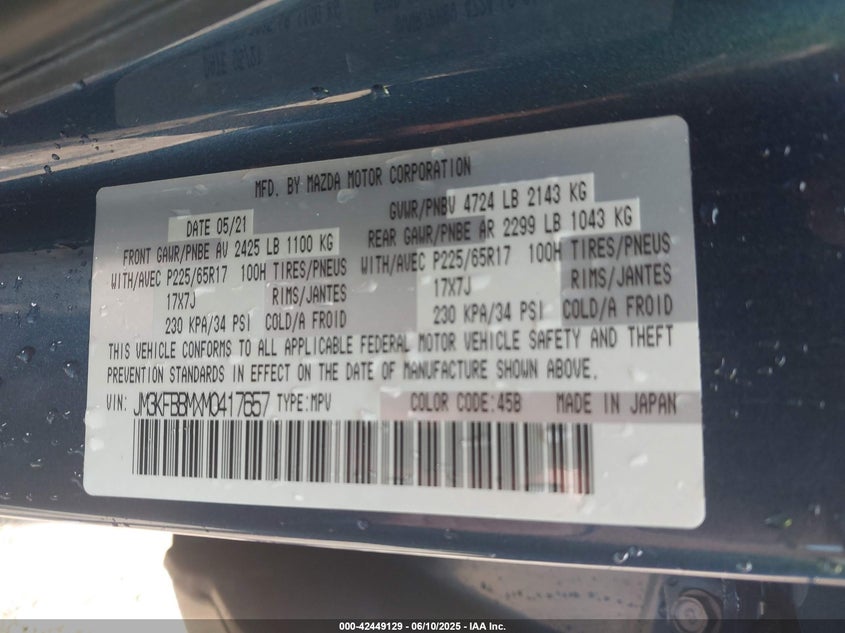 MFD. BY MAZDA MOTOR CORPORATION
DATE 05/21 GVWR/PNBV 4724 LB 2143 KG
FRONT GAWR/PNBE AV 2425 LB 1100 KG REAR GAWR/PNBE AR 2299 LB 1043 KG
WITH/AVEC P225/65R17 100H TIRES/PNEUS WITH/AVEC P225/65R17 100H TIRES/PNEUS
17X7J RIMS/JANTES 17X7J RIMS/JANTES
230 KPA/34 PSI COLD/A FROID 230 KPA/34 PSI COLD/A FROID
THIS VEHICLE CONFORMS TO ALL APPLICABLE FEDERAL MOTOR VEHICLE SAFETY AND THEFT
PREVENTION STANDARDS IN EFFECT ON THE DATE OF MANUFACTURE SHOWN ABOVE.
VIN: JM3KFBBMXM0417657 TYPE:MPV COLOR CODE:45B MADE IN JAPAN
000-42449129 - 06/10/2025 - IAA Inc.